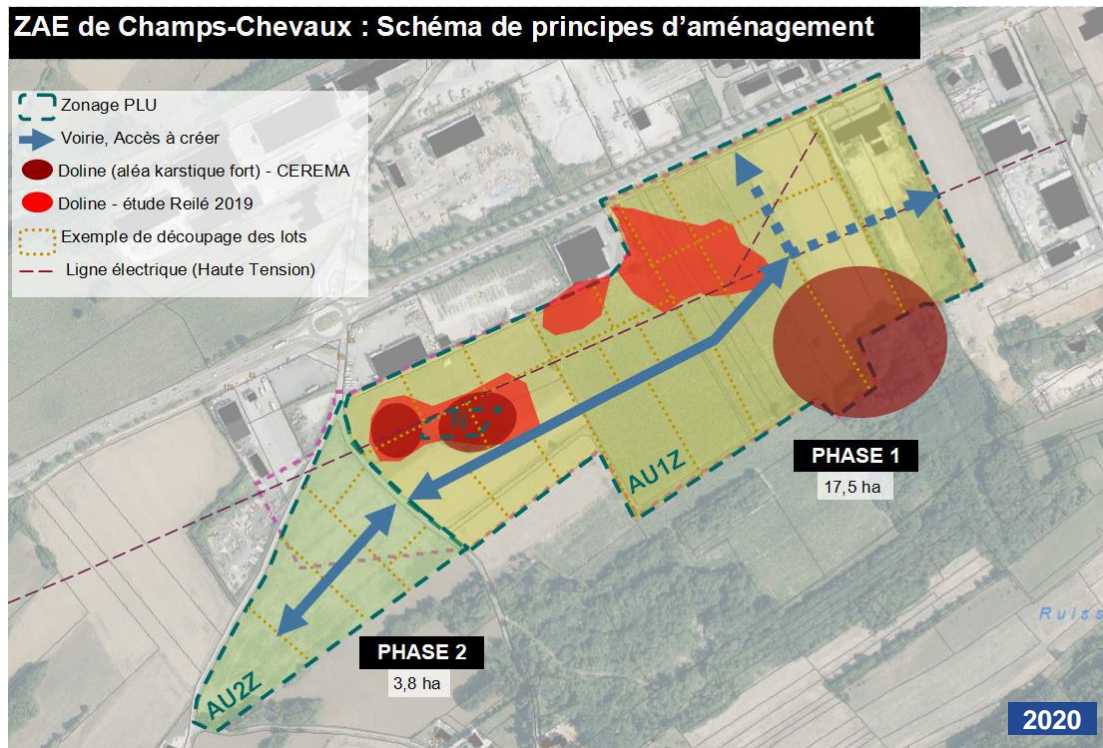 ZAE de Champs-Chevaux : Schéma de principes d’aménagement
Zonage PLU
Voirie, Accès à créer
Doline (aléa karstique fort) - CEREMA
Doline - étude Reilé 2019
Exemple de découpage des lots
Ligne électrique (Haute Tension)
N
AU1Z
PHASE 1
17,5 ha
Ruiss
PHASE 2
3,8 ha
AU2Z
2020